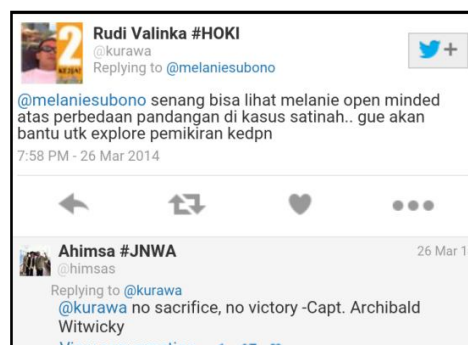 Rudi Valinka #HOKI
@kurawa
Replying to @melaniesubono
@melaniesubono senang bisa lihat melanie open minded
atas perbedaan pandangan di kasus satinah.. gue akan
bantu utk explore pemikiran kedpn
7:58 PM - 26 Mar 2014
Ahimsa #JNWA
26 Mar 1
@himsas
Replying to @kurawa
@kurawa no sacrifice, no victory -Capt. Archibald
Witwicky